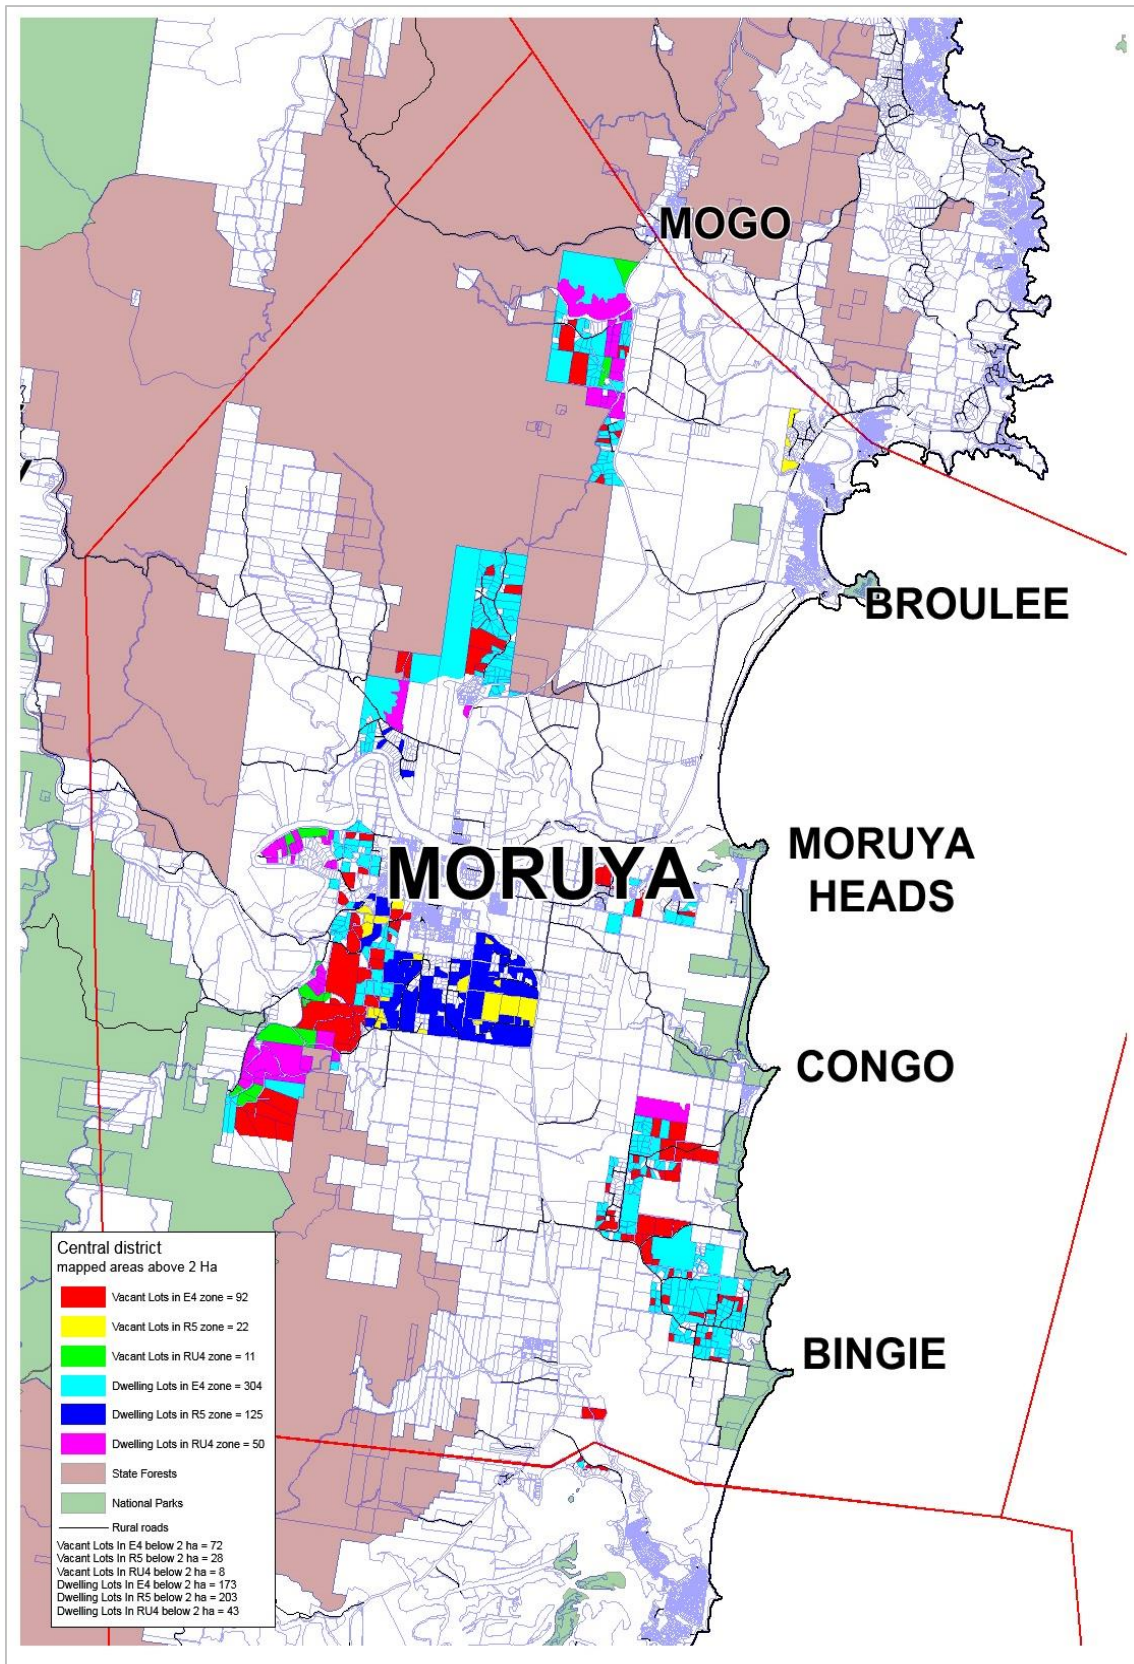 MOGO
BROULEE
MORUYA
MORUYA
HEADS
CONGO
BINGIE
Central district
mapped areas above 2 Ha
Vacant Lots in E4 zone = 92
Vacant Lots in R5 zone = 22
Vacant Lots in RU4 zone = 11
Dwelling Lots in E4 zone = 304
Dwelling Lots in R5 zone = 125
Dwelling Lots in RU4 zone = 50
State Forests
National Parks
Rural roads
Vacant Lots In E4 below 2 ha = 72
Vacant Lots In R5 below 2 ha = 28
Vacant Lots In RU4 below 2 ha = 8
Dwelling Lots In E4 below 2 ha = 173
Dwelling Lots In R5 below 2 ha = 203
Dwelling Lots In RU4 below 2 ha = 43